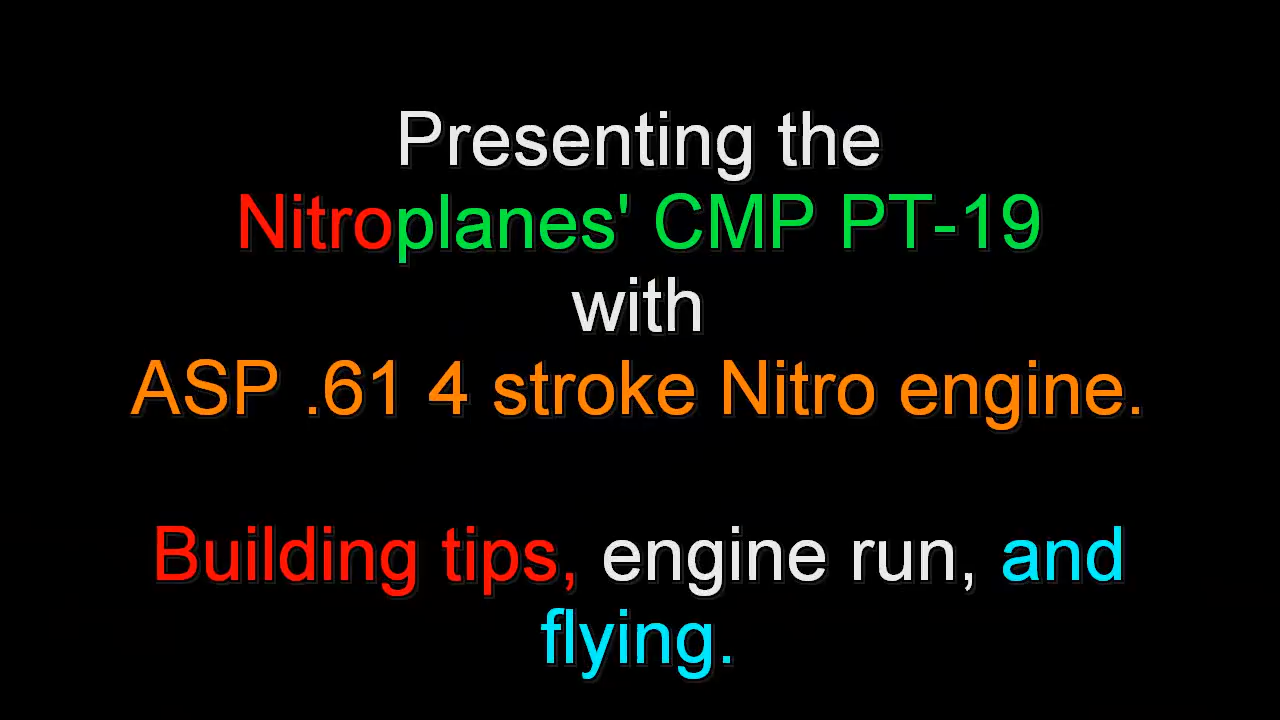 Presenting the
Nitroplanes' CMP PT-19
with
ASP .61 4 stroke Nitro engine.
Building tips, engine run, and
flying.